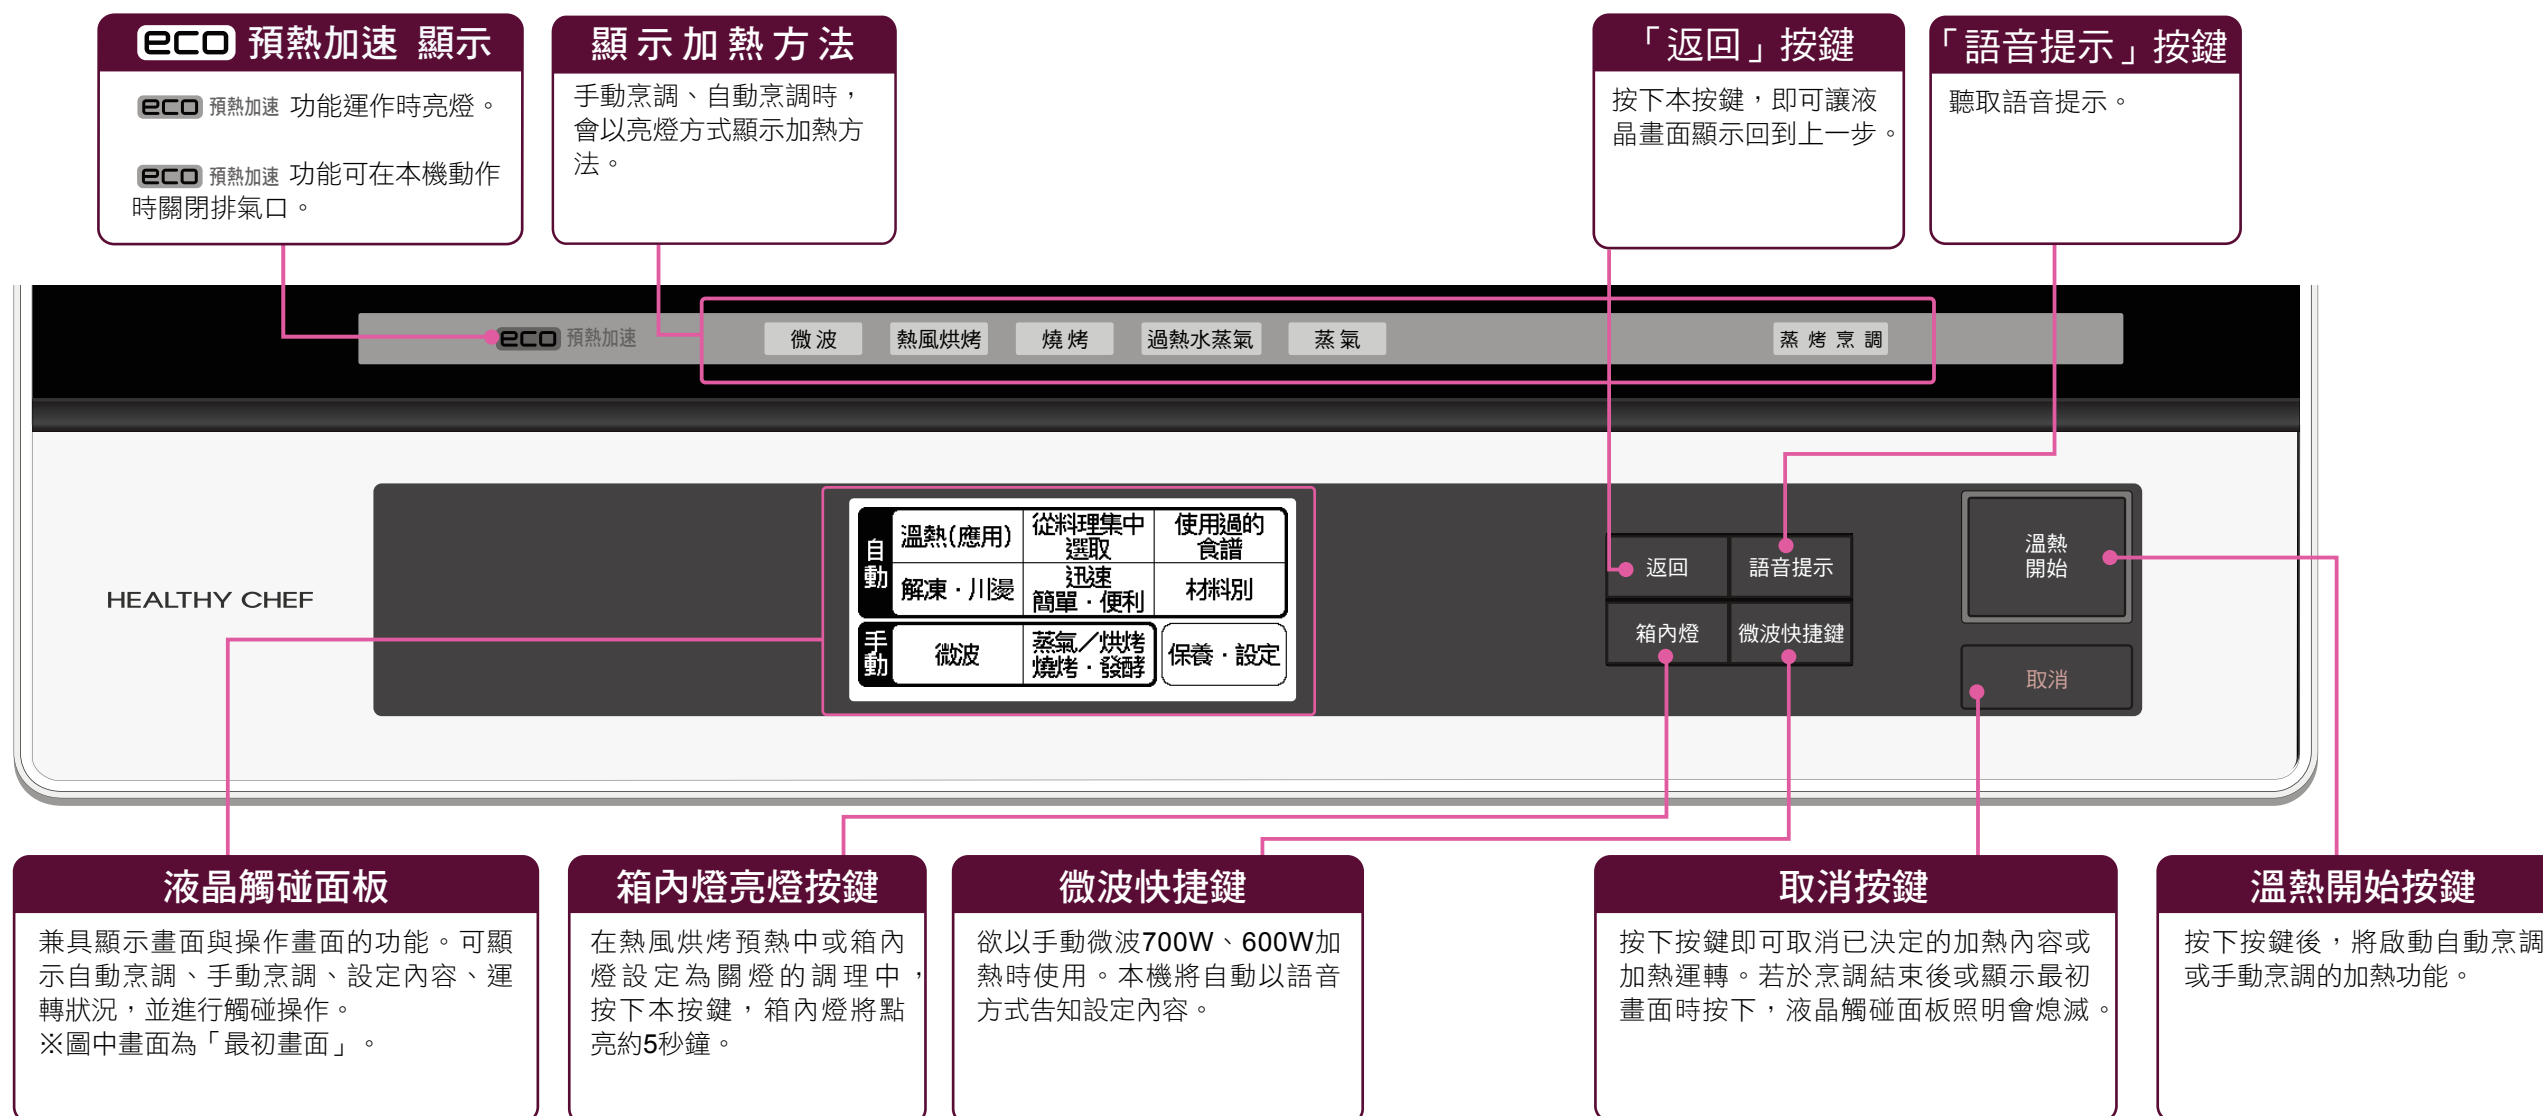 eco 預熱加速 顯示
eco 預熱加速 功能運作時亮燈。
eco 預熱加速 功能可在本機動作
時關閉排氣口。
顯示加熱方法
手動烹調、自動烹調時，
會以亮燈方式顯示加熱方
法。
「返回」按鍵
按下本按鍵，即可讓液
晶畫面顯示回到上一步。
「語音提示」按鍵
聽取語音提示。
eco 預熱加速 微波 熱風烘烤 燒烤 過熱水蒸氣 蒸氣 蒸烤烹調
HEALTHY CHEF
自動
溫熱(應用)
從料理集中
選取
使用過的
食譜
解凍・川燙
迅速
簡單・便利
材料別
手動
微波
蒸氣／烘烤
燒烤・發酵
保養・設定
返回
語音提示
箱內燈
微波快捷鍵
溫熱
開始
取消
液晶觸碰面板
兼具顯示畫面與操作畫面的功能。可顯
示自動烹調、手動烹調、設定內容、運
轉狀況，並進行觸碰操作。
※圖中畫面為「最初畫面」。
箱內燈亮燈按鍵
在熱風烘烤預熱中或箱內
燈設定為關燈的調理中，
按下本按鍵，箱內燈將點
亮約5秒鐘。
微波快捷鍵
欲以手動微波700W、600W加
熱時使用。本機將自動以語音
方式告知設定內容。
取消按鍵
按下按鍵即可取消已決定的加熱內容或
加熱運轉。若於烹調結束後或顯示最初
畫面時按下，液晶觸碰面板照明會熄滅。
溫熱開始按鍵
按下按鍵後，將啟動自動烹調
或手動烹調的加熱功能。